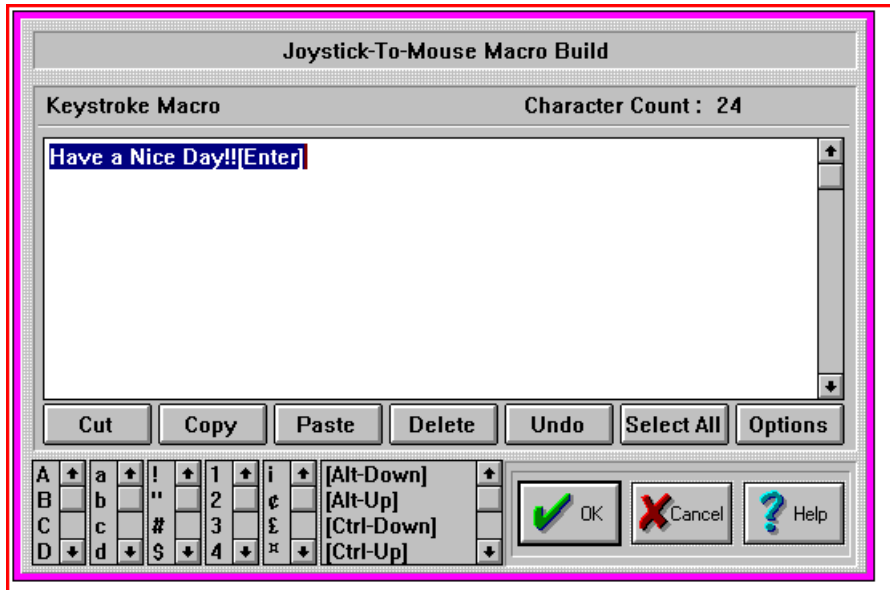 Joystick-To-Mouse Macro Build
Keystroke Macro Character Count : 24
Have a Nice Day!![Enter]
Cut Copy Paste Delete Undo Select All Options
A a ! 1 ¡ [Alt-Down]
B b " 2 ¢ [Alt-Up]
C c # 3 £ [Ctrl-Down]
D d $ 4 ¤ [Ctrl-Up]
OK Cancel Help